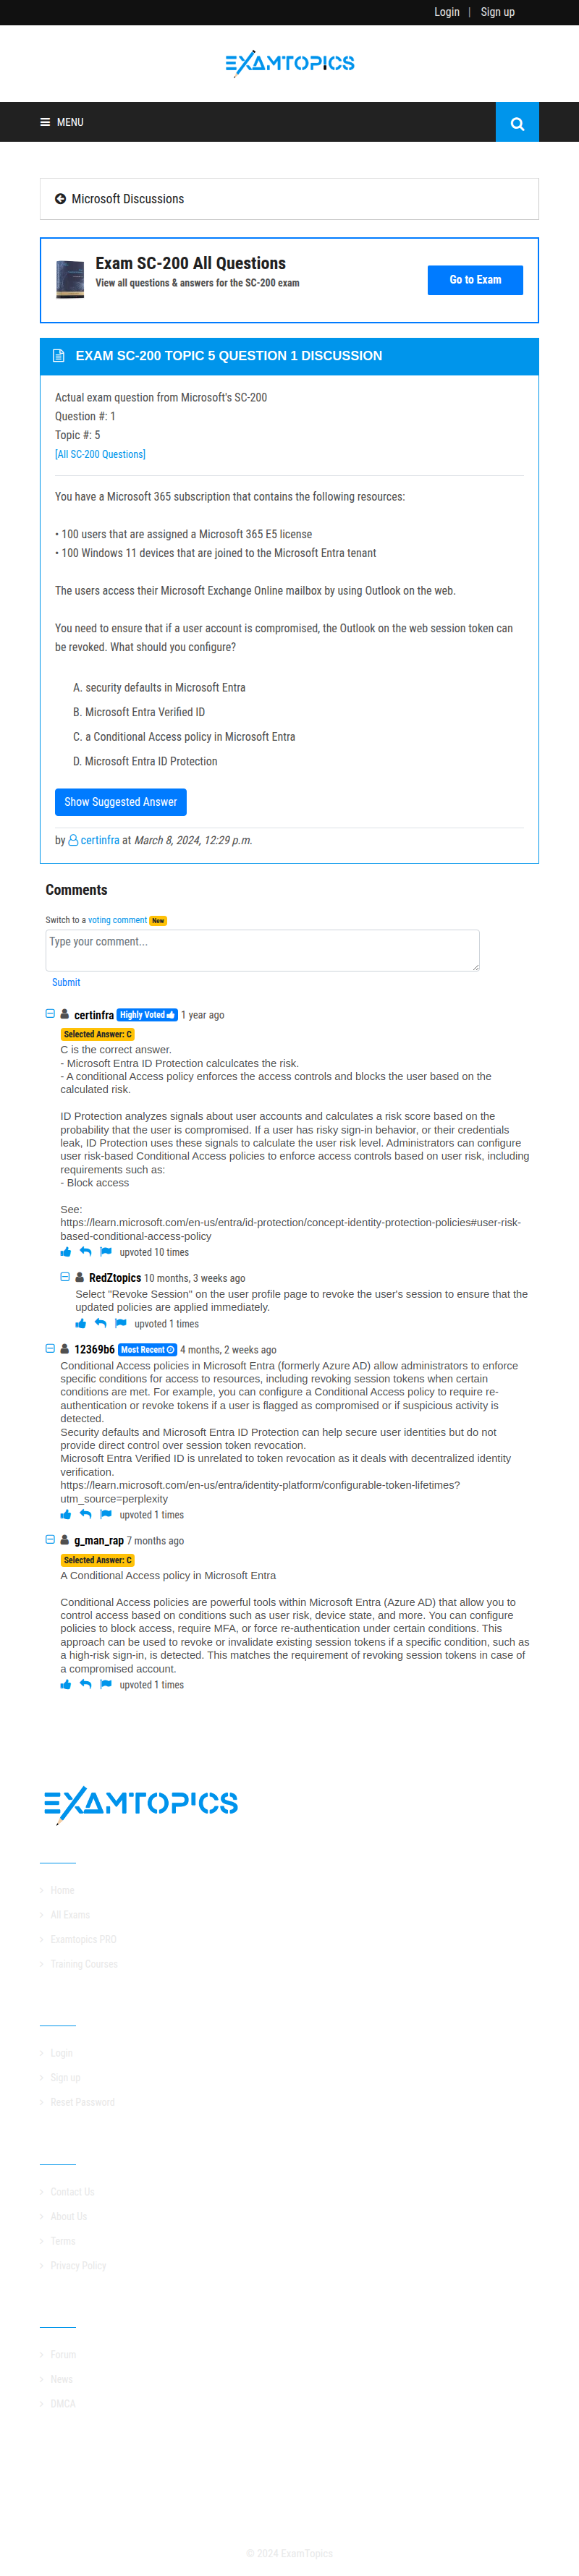 Login | Sign up
EXAMTOPICS
MENU
Microsoft Discussions
Exam SC-200 All Questions
View all questions & answers for the SC-200 exam
Go to Exam
EXAM SC-200 TOPIC 5 QUESTION 1 DISCUSSION
Actual exam question from Microsoft's SC-200
Question #: 1
Topic #: 5
[All SC-200 Questions]
You have a Microsoft 365 subscription that contains the following resources:
• 100 users that are assigned a Microsoft 365 E5 license
• 100 Windows 11 devices that are joined to the Microsoft Entra tenant
The users access their Microsoft Exchange Online mailbox by using Outlook on the web.
You need to ensure that if a user account is compromised, the Outlook on the web session token can
be revoked. What should you configure?
A. security defaults in Microsoft Entra
B. Microsoft Entra Verified ID
C. a Conditional Access policy in Microsoft Entra
D. Microsoft Entra ID Protection
Show Suggested Answer
by certinfra at March 8, 2024, 12:29 p.m.
Comments
Switch to a voting comment New
Type your comment...
Submit
certinfra Highly Voted 1 year ago
Selected Answer: C
C is the correct answer.
- Microsoft Entra ID Protection calculcates the risk.
- A conditional Access policy enforces the access controls and blocks the user based on the
calculated risk.
ID Protection analyzes signals about user accounts and calculates a risk score based on the
probability that the user is compromised. If a user has risky sign-in behavior, or their credentials
leak, ID Protection uses these signals to calculate the user risk level. Administrators can configure
user risk-based Conditional Access policies to enforce access controls based on user risk, including
requirements such as:
- Block access
See:
https://learn.microsoft.com/en-us/entra/id-protection/concept-identity-protection-policies#user-risk-
based-conditional-access-policy
upvoted 10 times
RedZtopics 10 months, 3 weeks ago
Select "Revoke Session" on the user profile page to revoke the user's session to ensure that the
updated policies are applied immediately.
upvoted 1 times
12369b6 Most Recent 4 months, 2 weeks ago
Conditional Access policies in Microsoft Entra (formerly Azure AD) allow administrators to enforce
specific conditions for access to resources, including revoking session tokens when certain
conditions are met. For example, you can configure a Conditional Access policy to require re-
authentication or revoke tokens if a user is flagged as compromised or if suspicious activity is
detected.
Security defaults and Microsoft Entra ID Protection can help secure user identities but do not
provide direct control over session token revocation.
Microsoft Entra Verified ID is unrelated to token revocation as it deals with decentralized identity
verification.
https://learn.microsoft.com/en-us/entra/identity-platform/configurable-token-lifetimes?
utm_source=perplexity
upvoted 1 times
g_man_rap 7 months ago
Selected Answer: C
A Conditional Access policy in Microsoft Entra
Conditional Access policies are powerful tools within Microsoft Entra (Azure AD) that allow you to
control access based on conditions such as user risk, device state, and more. You can configure
policies to block access, require MFA, or force re-authentication under certain conditions. This
approach can be used to revoke or invalidate existing session tokens if a specific condition, such as
a high-risk sign-in, is detected. This matches the requirement of revoking session tokens in case of
a compromised account.
upvoted 1 times
EXAMTOPICS
Home
All Exams
Examtopics PRO
Training Courses
Login
Sign up
Reset Password
Contact Us
About Us
Terms
Privacy Policy
Forum
News
DMCA
© 2024 ExamTopics